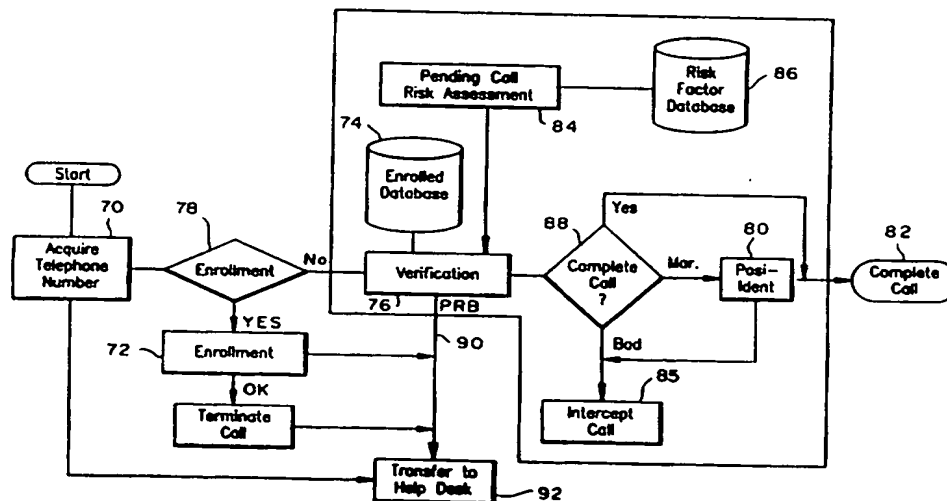 Pending Call
Risk Assessment
84
Risk
Factor
Database
86
74
Enrolled
Database
Start
70
Acquire
Telephone
Number
78
Enrollment
No
Verification
76
PRB
88
Complete
Call
?
Yes
Mar.
80
Posi-
Ident
82
Complete
Call
YES
72
Enrollment
90
Bad
OK
Terminate
Call
85
Intercept
Call
Transfer to
Help Desk
92